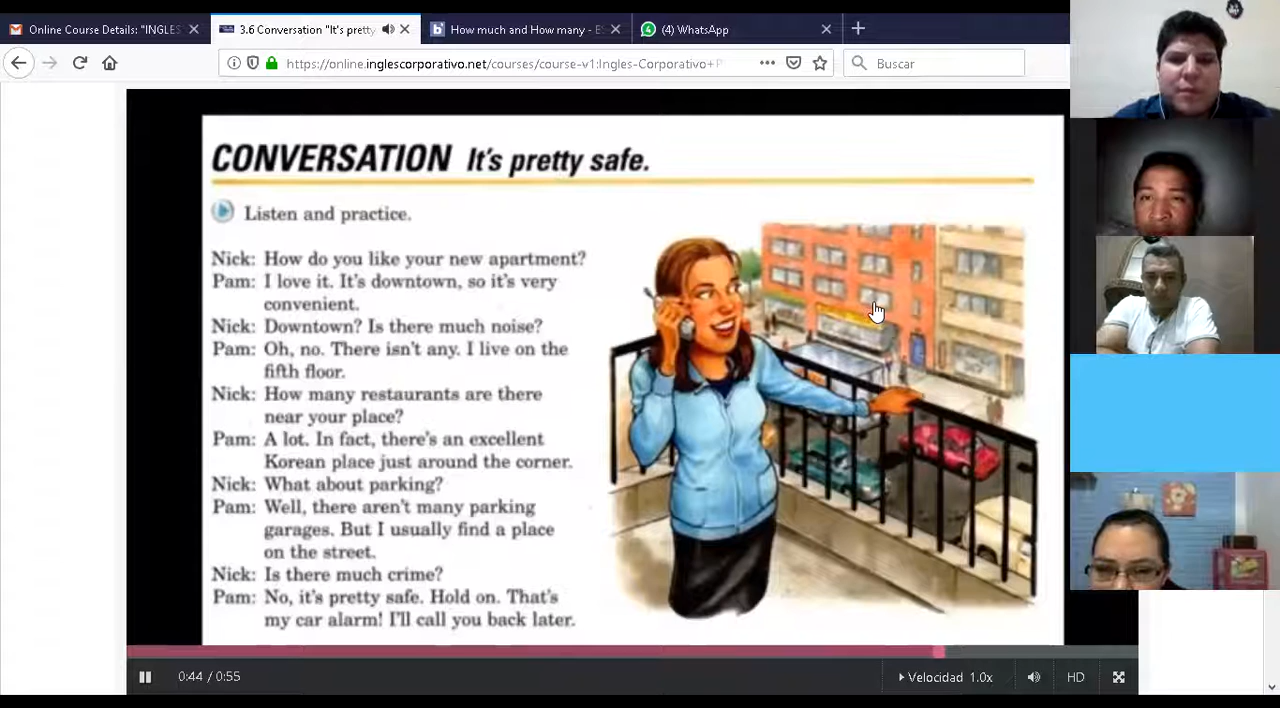 Online Course Details: "INGLES
3.6 Conversation "It's pretty
How much and How many - ES
(4) WhatsApp
https://online.inglescorporativo.net/courses/course-v1:Ingles-Corporativo+P
Buscar
CONVERSATION It's pretty safe.
Listen and practice.
Nick: How do you like your new apartment?
Pam: I love it. It's downtown, so it's very
convenient.
Nick: Downtown? Is there much noise?
Pam: Oh, no. There isn't any. I live on the
fifth floor.
Nick: How many restaurants are there
near your place?
Pam: A lot. In fact, there's an excellent
Korean place just around the corner.
Nick: What about parking?
Pam: Well, there aren't many parking
garages. But I usually find a place
on the street.
Nick: Is there much crime?
Pam: No, it's pretty safe. Hold on. That's
my car alarm! I'll call you back later.
0:44 / 0:55
Velocidad 1.0x
HD